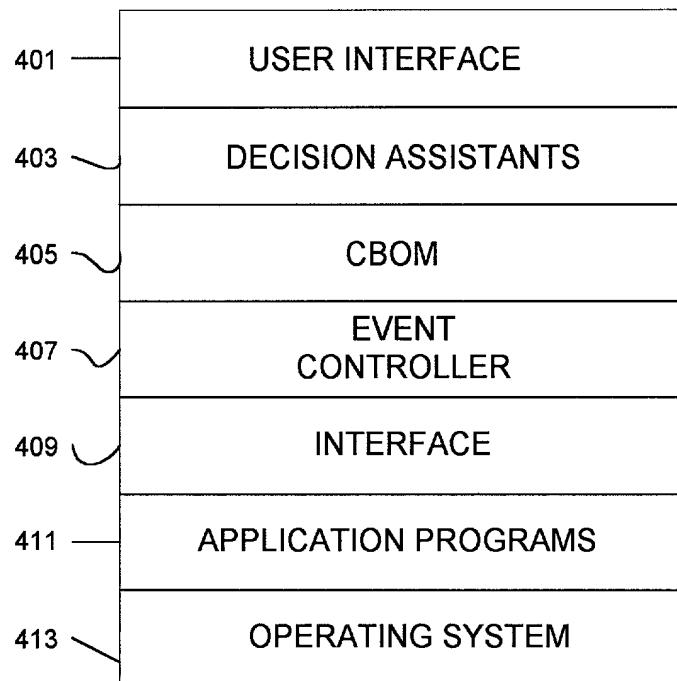 401 USER INTERFACE
403 DECISION ASSISTANTS
405 CBOM
407 EVENT
CONTROLLER
409 INTERFACE
411 APPLICATION PROGRAMS
413 OPERATING SYSTEM